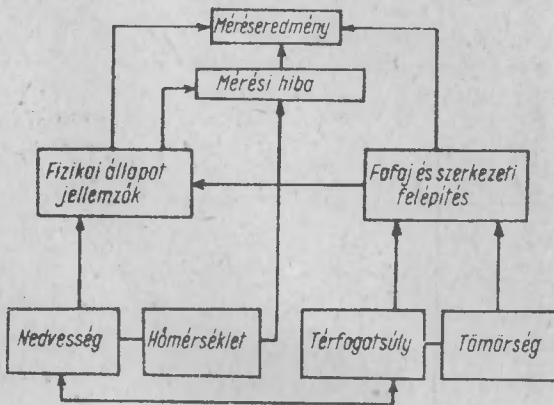 Méréseredmény
Mérési hiba
Fizikai állapot
jellemzők
Fafaj és szerkezeti
felépítés
Nedvesség
Hőmérséklet
Térfogatsúly
Tömörség